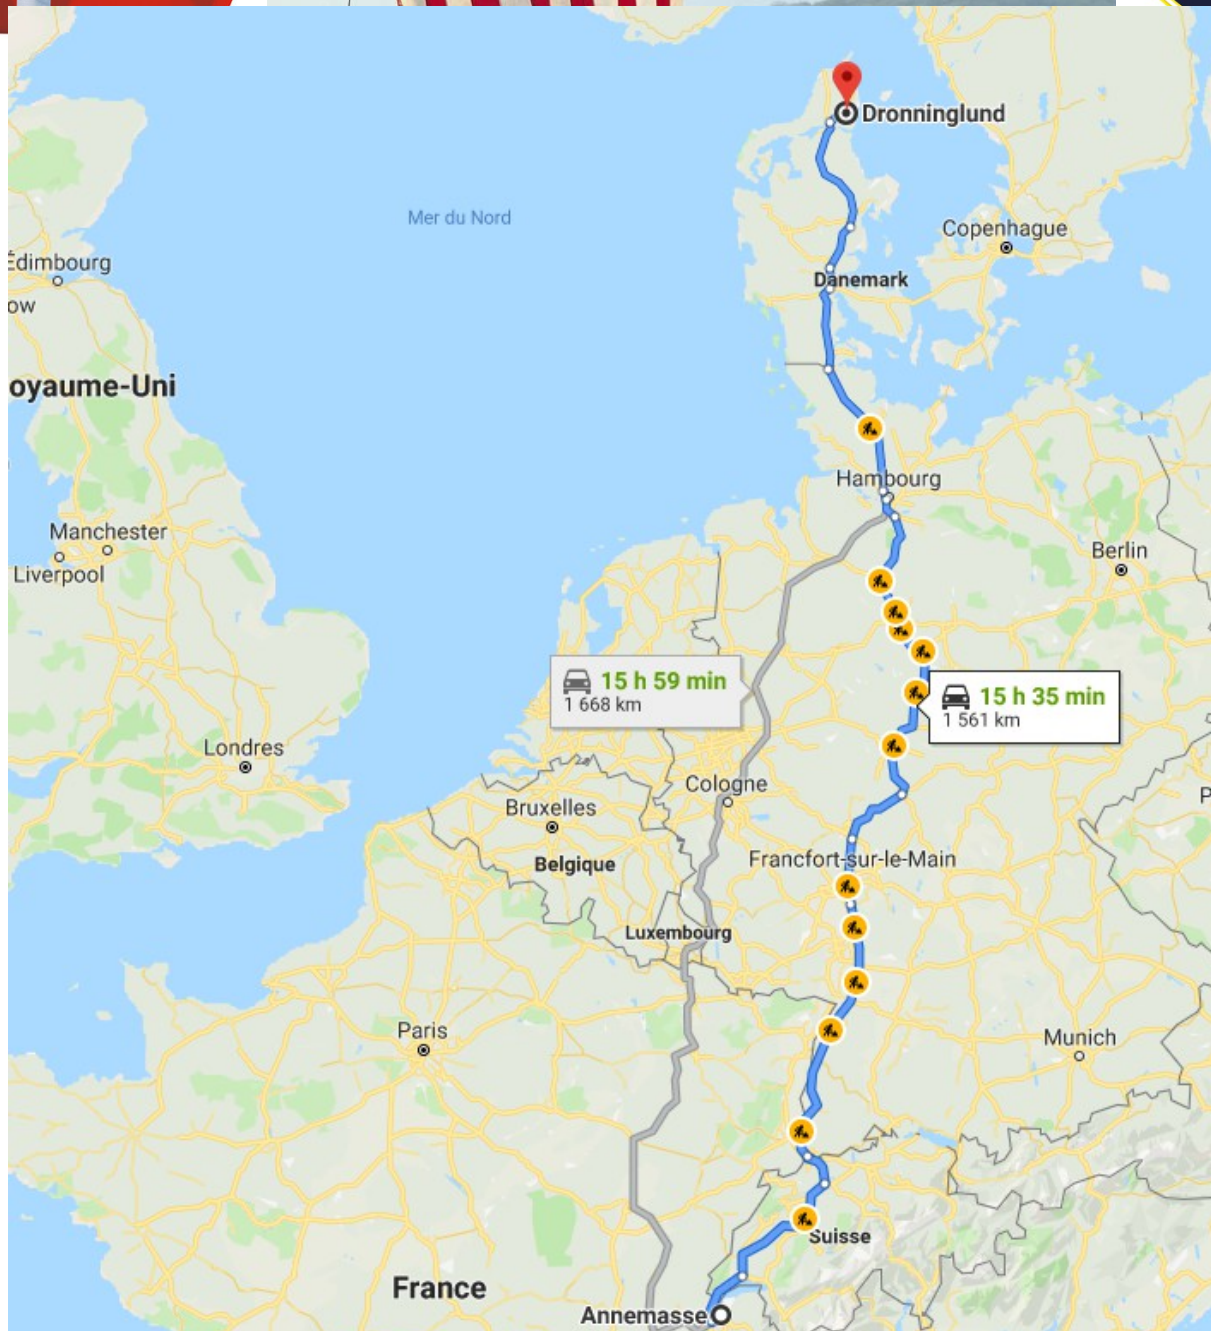 Dronninglund
Mer du Nord
Copenhague
Édimbourg
Danemark
ow
oyaume-Uni
Hambourg
Manchester
Berlin
Liverpool
15 h 59 min
1 668 km
15 h 35 min
1 561 km
Londres
Cologne
P
Bruxelles
Belgique
Francfort-sur-le-Main
Luxembourg
Paris
Munich
Suisse
France
Annemasse